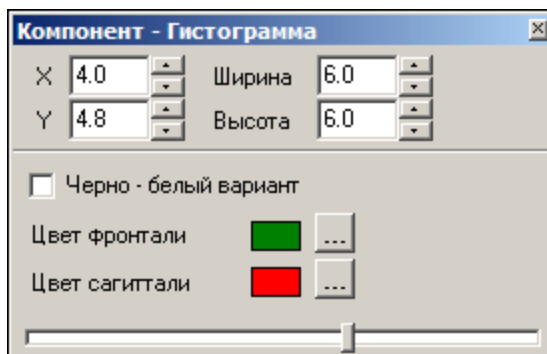 Компонент - Гистограмма
X 4.0 Ширина 6.0
Y 4.8 Высота 6.0
Черно - белый вариант
Цвет фронтали ...
Цвет сагиттали ...